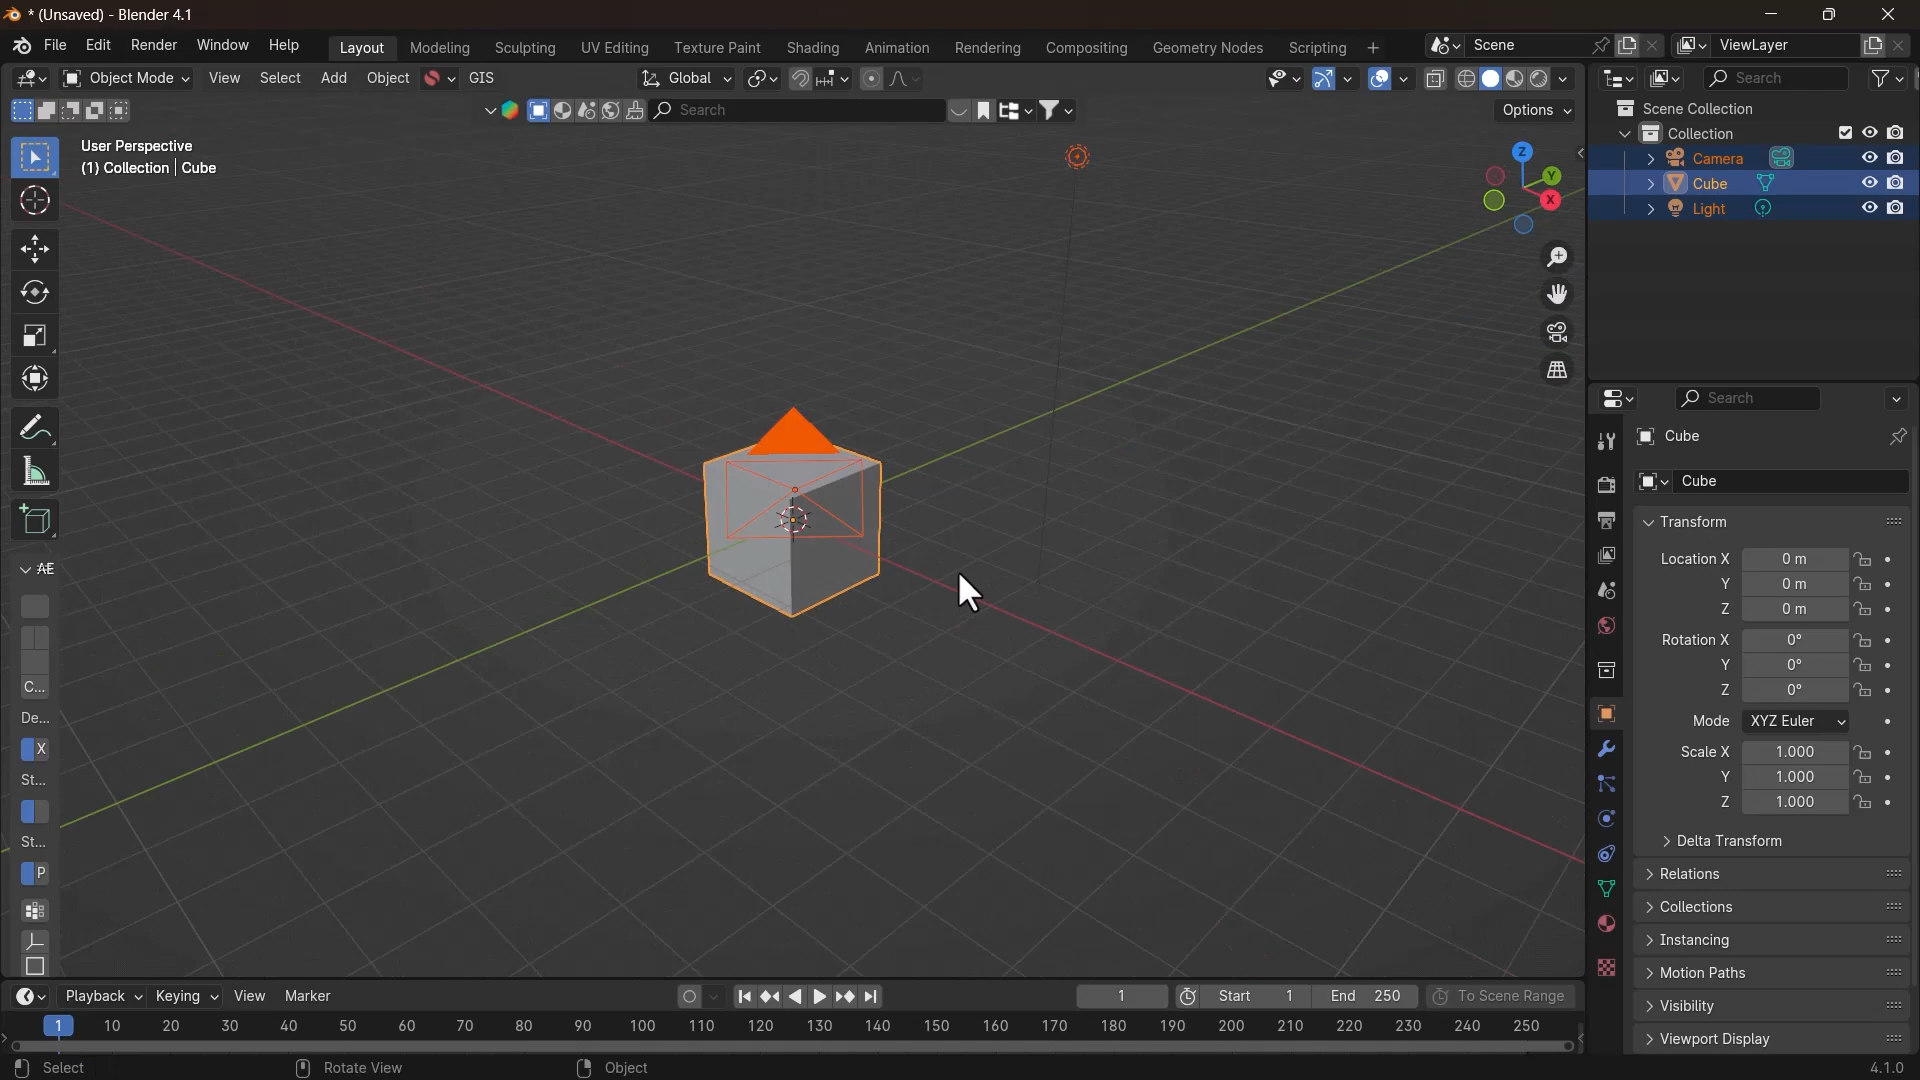 * (Unsaved) - Blender 4.1
File Edit Render Window Help Layout Modeling Sculpting UV Editing Texture Paint Shading Animation Rendering Compositing Geometry Nodes Scripting + Scene ViewLayer
Object Mode View Select Add Object GIS Global Search
Search Options
User Perspective
(1) Collection | Cube
Z
Y
X
Scene Collection
Collection
Camera
Cube
Light
Search
Cube
Cube
Transform
Location X 0 m
Y 0 m
Z 0 m
Rotation X 0°
Y 0°
Z 0°
Mode XYZ Euler
Scale X 1.000
Y 1.000
Z 1.000
Delta Transform
Relations
Collections
Instancing
Motion Paths
Visibility
Viewport Display
AE
C...
De...
X
St...
St...
P
Playback Keying View Marker 1 Start 1 End 250 To Scene Range
1 10 20 30 40 50 60 70 80 90 100 110 120 130 140 150 160 170 180 190 200 210 220 230 240 250
Select Rotate View Object 4.1.0